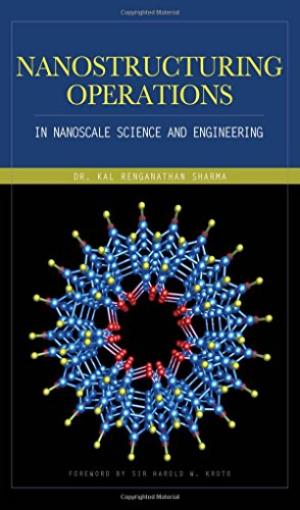 NANOSTRUCTURING
OPERATIONS
IN NANOSCALE SCIENCE AND ENGINEERING
DR. KAL RENGANATHAN SHARMA
FOREWORD BY SIR HAROLD W. KROTO